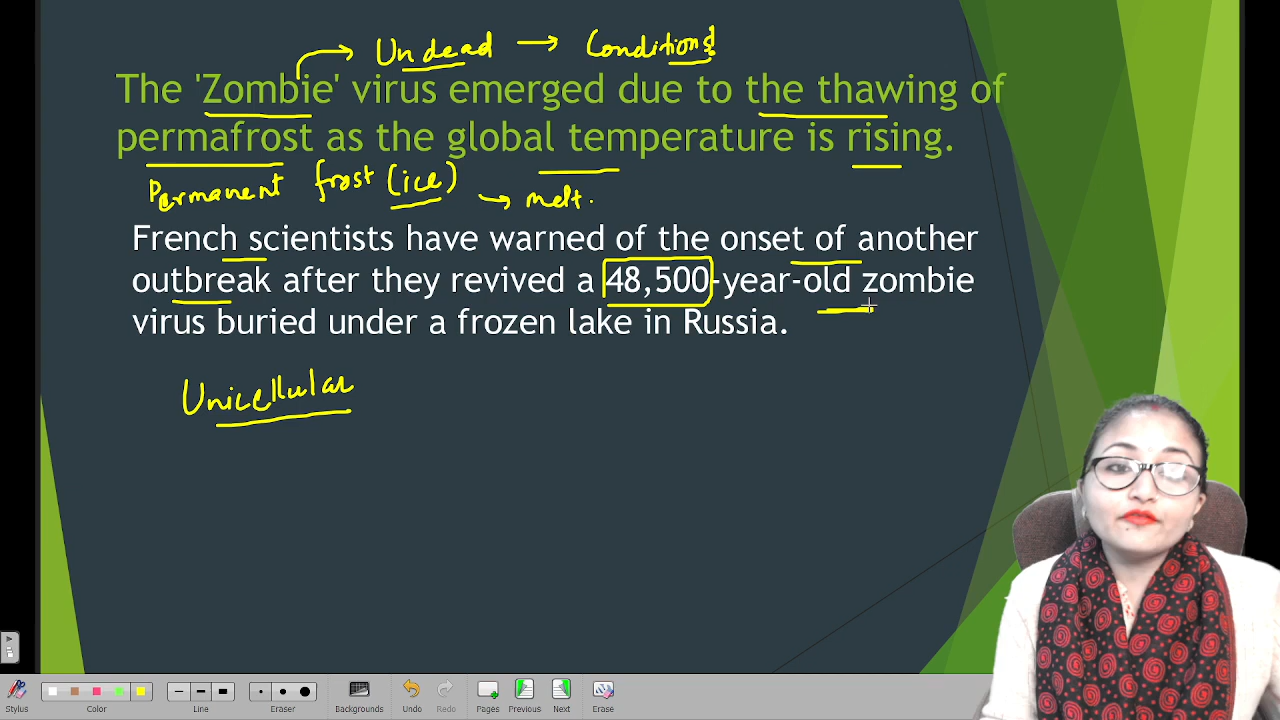 Undead → Conditions!
The 'Zombie' virus emerged due to the thawing of
permafrost as the global temperature is rising.
Permanent frost (ice) → melt.
French scientists have warned of the onset of another
outbreak after they revived a 48,500-year-old zombie
virus buried under a frozen lake in Russia.
Unicellular
Stylus Color Line Eraser Backgrounds Undo Redo Pages Previous Next Erase